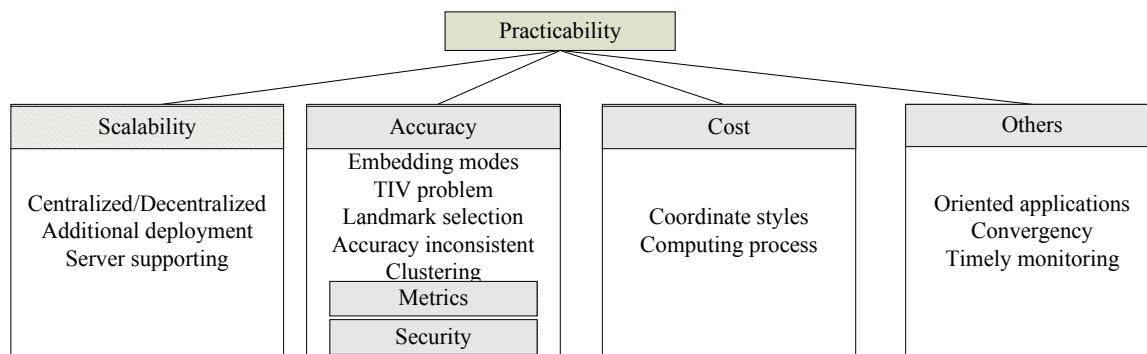 Practicability
Scalability
Centralized/Decentralized
Additional deployment
Server supporting
Accuracy
Embedding modes
TIV problem
Landmark selection
Accuracy inconsistent
Clustering
Metrics
Security
Cost
Coordinate styles
Computing process
Others
Oriented applications
Convergency
Timely monitoring